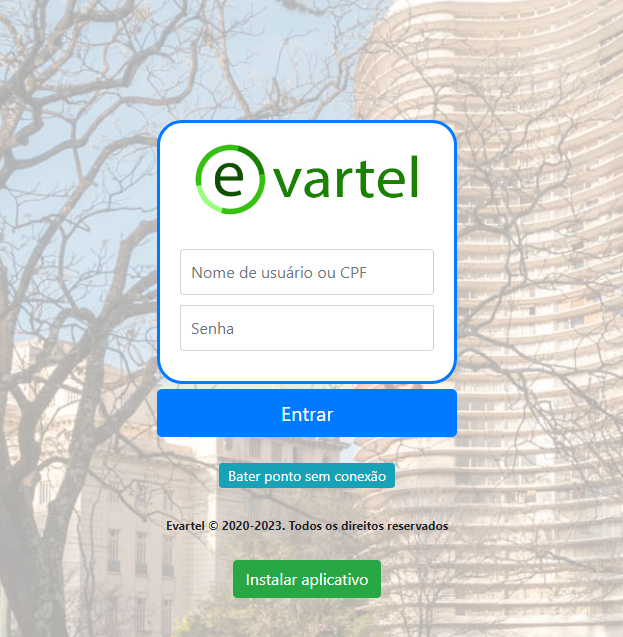 e vartel
Nome de usuário ou CPF
Senha
Entrar
Bater ponto sem conexão
Evartel © 2020-2023. Todos os direitos reservados
Instalar aplicativo